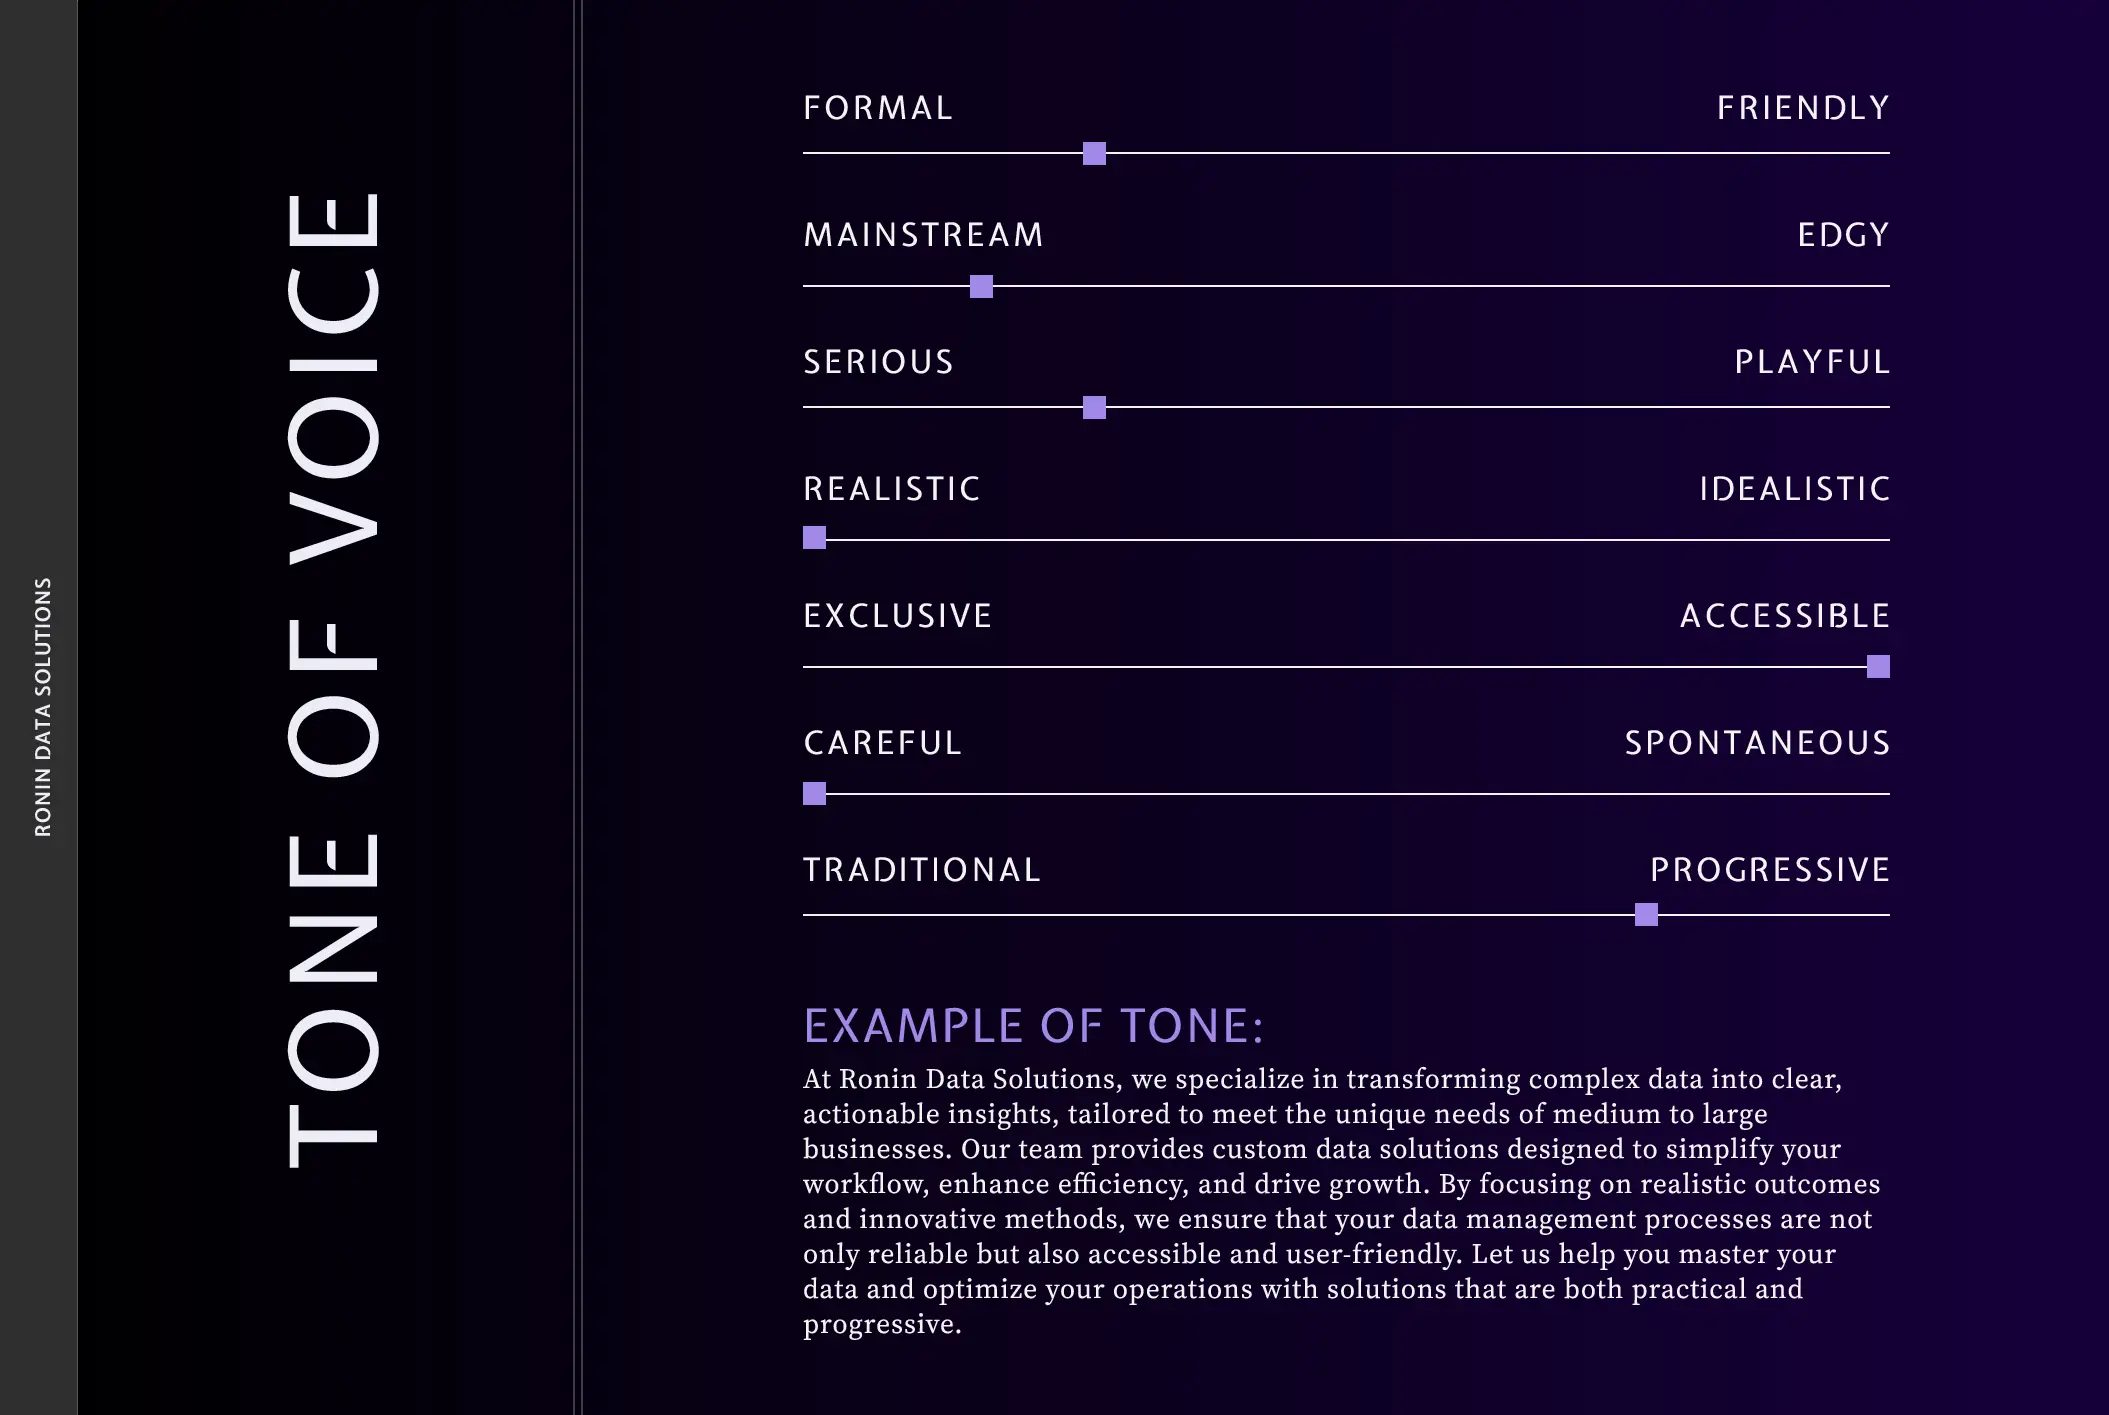 RONIN DATA SOLUTIONS
TONE OF VOICE
FORMAL FRIENDLY
MAINSTREAM EDGY
SERIOUS PLAYFUL
REALISTIC IDEALISTIC
EXCLUSIVE ACCESSIBLE
CAREFUL SPONTANEOUS
TRADITIONAL PROGRESSIVE
EXAMPLE OF TONE:
At Ronin Data Solutions, we specialize in transforming complex data into clear,
actionable insights, tailored to meet the unique needs of medium to large
businesses. Our team provides custom data solutions designed to simplify your
workflow, enhance efficiency, and drive growth. By focusing on realistic outcomes
and innovative methods, we ensure that your data management processes are not
only reliable but also accessible and user-friendly. Let us help you master your
data and optimize your operations with solutions that are both practical and
progressive.